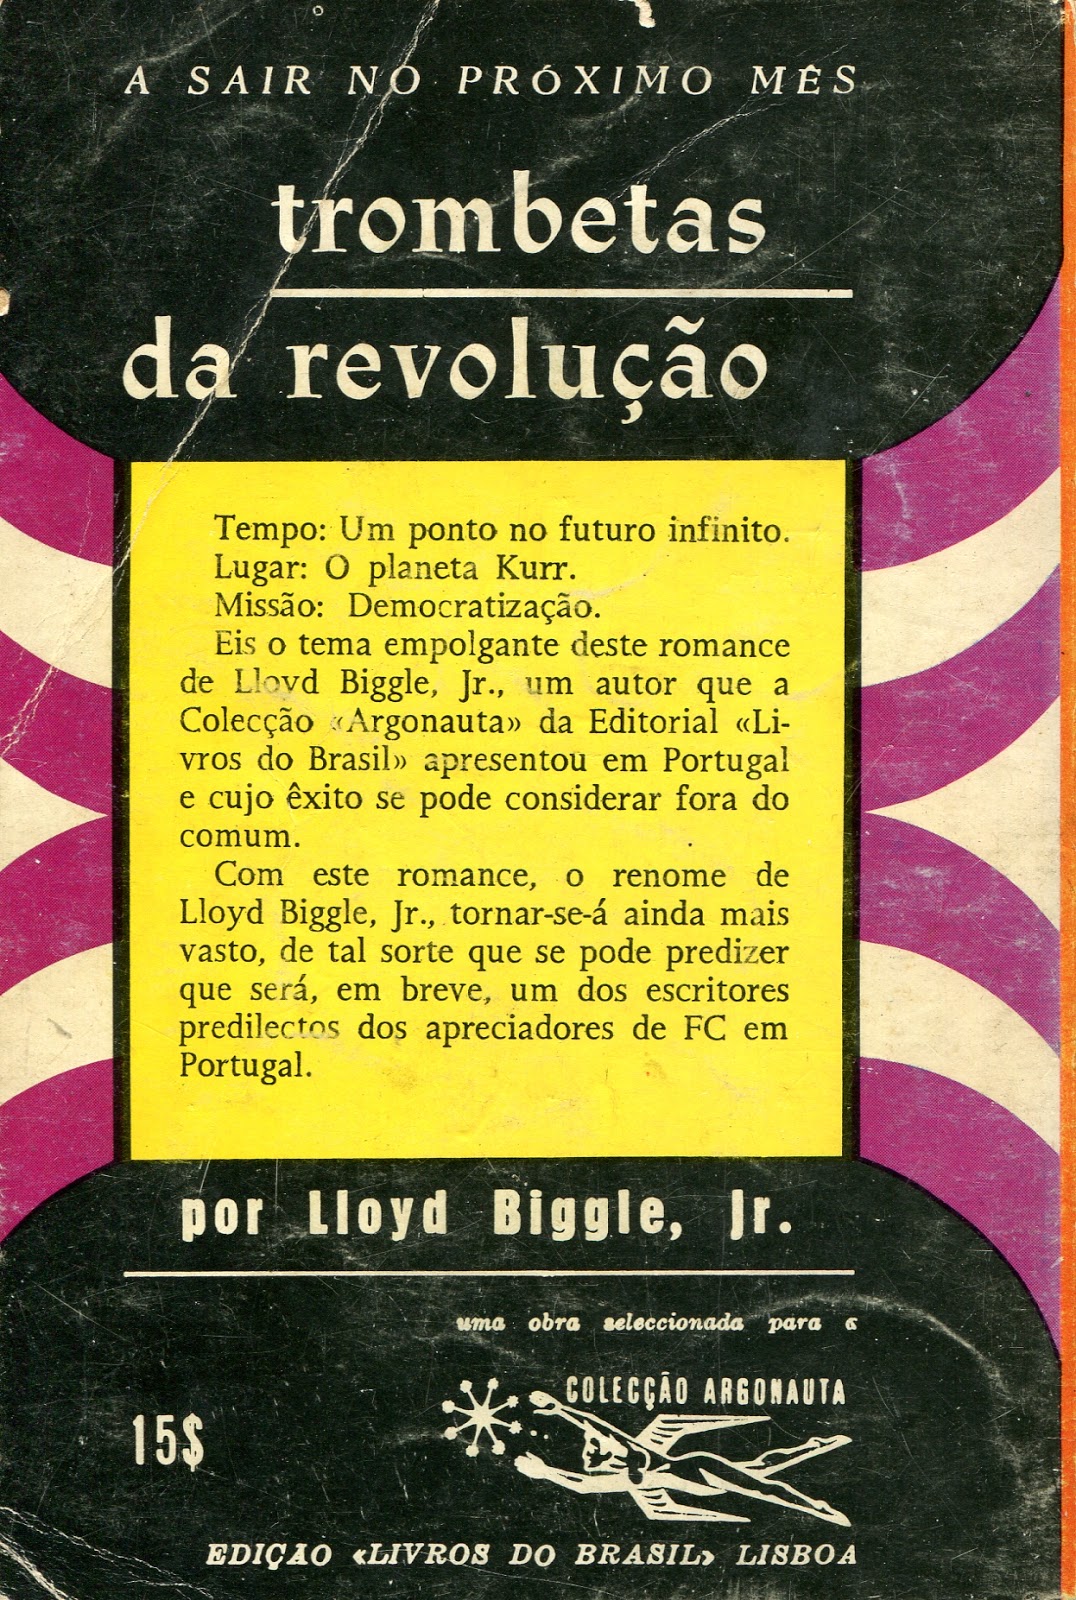 A SAIR NO PRÓXIMO MÊS
trombetas
da revolução
Tempo: Um ponto no futuro infinito.
Lugar: O planeta Kurr.
Missão: Democratização.
Eis o tema empolgante deste romance
de Lloyd Biggle, Jr., um autor que a
Colecção «Argonauta» da Editorial «Li-
vros do Brasil» apresentou em Portugal
e cujo êxito se pode considerar fora do
comum.
Com este romance, o renome de
Lloyd Biggle, Jr., tornar-se-á ainda mais
vasto, de tal sorte que se pode predizer
que será, em breve, um dos escritores
predilectos dos apreciadores de FC em
Portugal.
por Lloyd Biggle, Jr.
uma obra seleccionada para a
COLECÇÃO ARGONAUTA
15$
EDIÇAO «LIVROS DO BRASIL» LISBOA